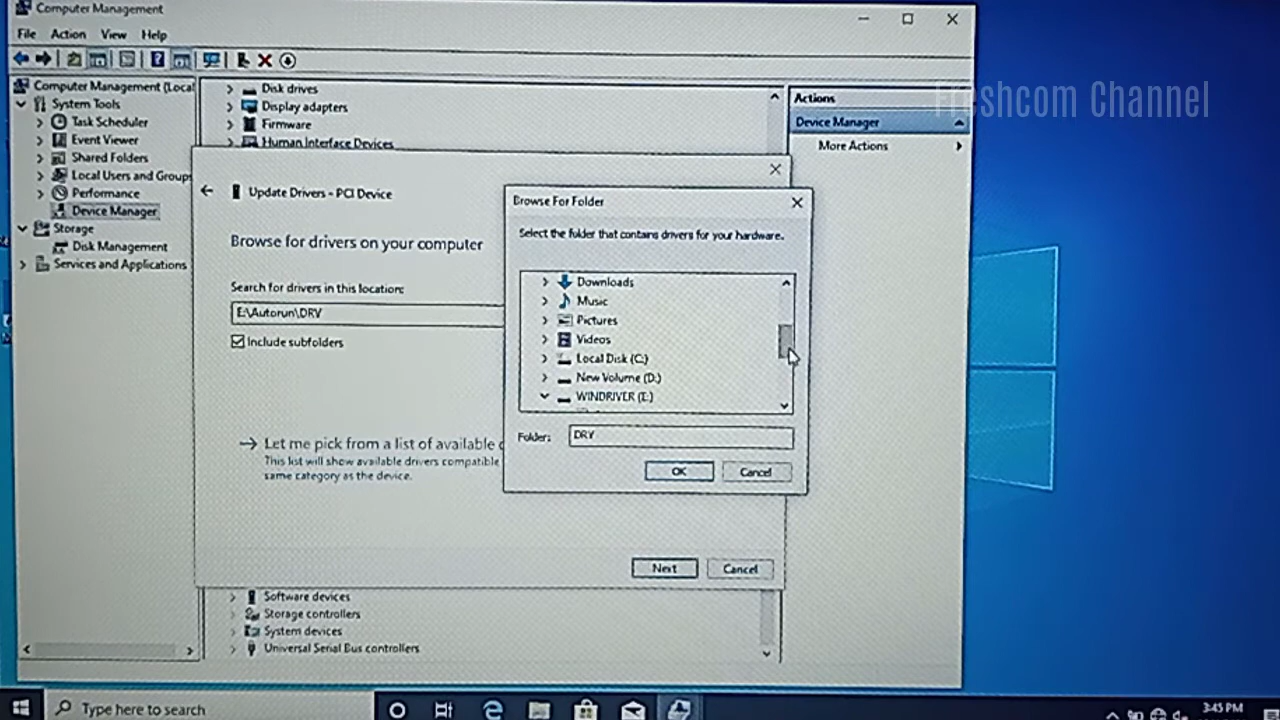 Computer Management
File Action View Help
Computer Management (Local
System Tools
Task Scheduler
Event Viewer
Shared Folders
Local Users and Groups
Performance
Device Manager
Storage
Disk Management
Services and Applications
Disk drives
Display adapters
Firmware
Human Interface Devices
Actions
Device Manager
More Actions
Freshcom Channel
Update Drivers - PCI Device
Browse for drivers on your computer
Search for drivers in this location:
E:\Autorun\DRY
Include subfolders
Let me pick from a list of available
This list will show available drivers compatible
same category as the device.
Next
Cancel
Browse For Folder
Select the folder that contains drivers for your hardware.
Downloads
Music
Pictures
Videos
Local Disk (C:)
New Volume (D:)
WINDRIVER (E:)
Folder:
DRY
OK
Cancel
Software devices
Storage controllers
System devices
Universal Serial Bus controllers
Type here to search
3:45 PM